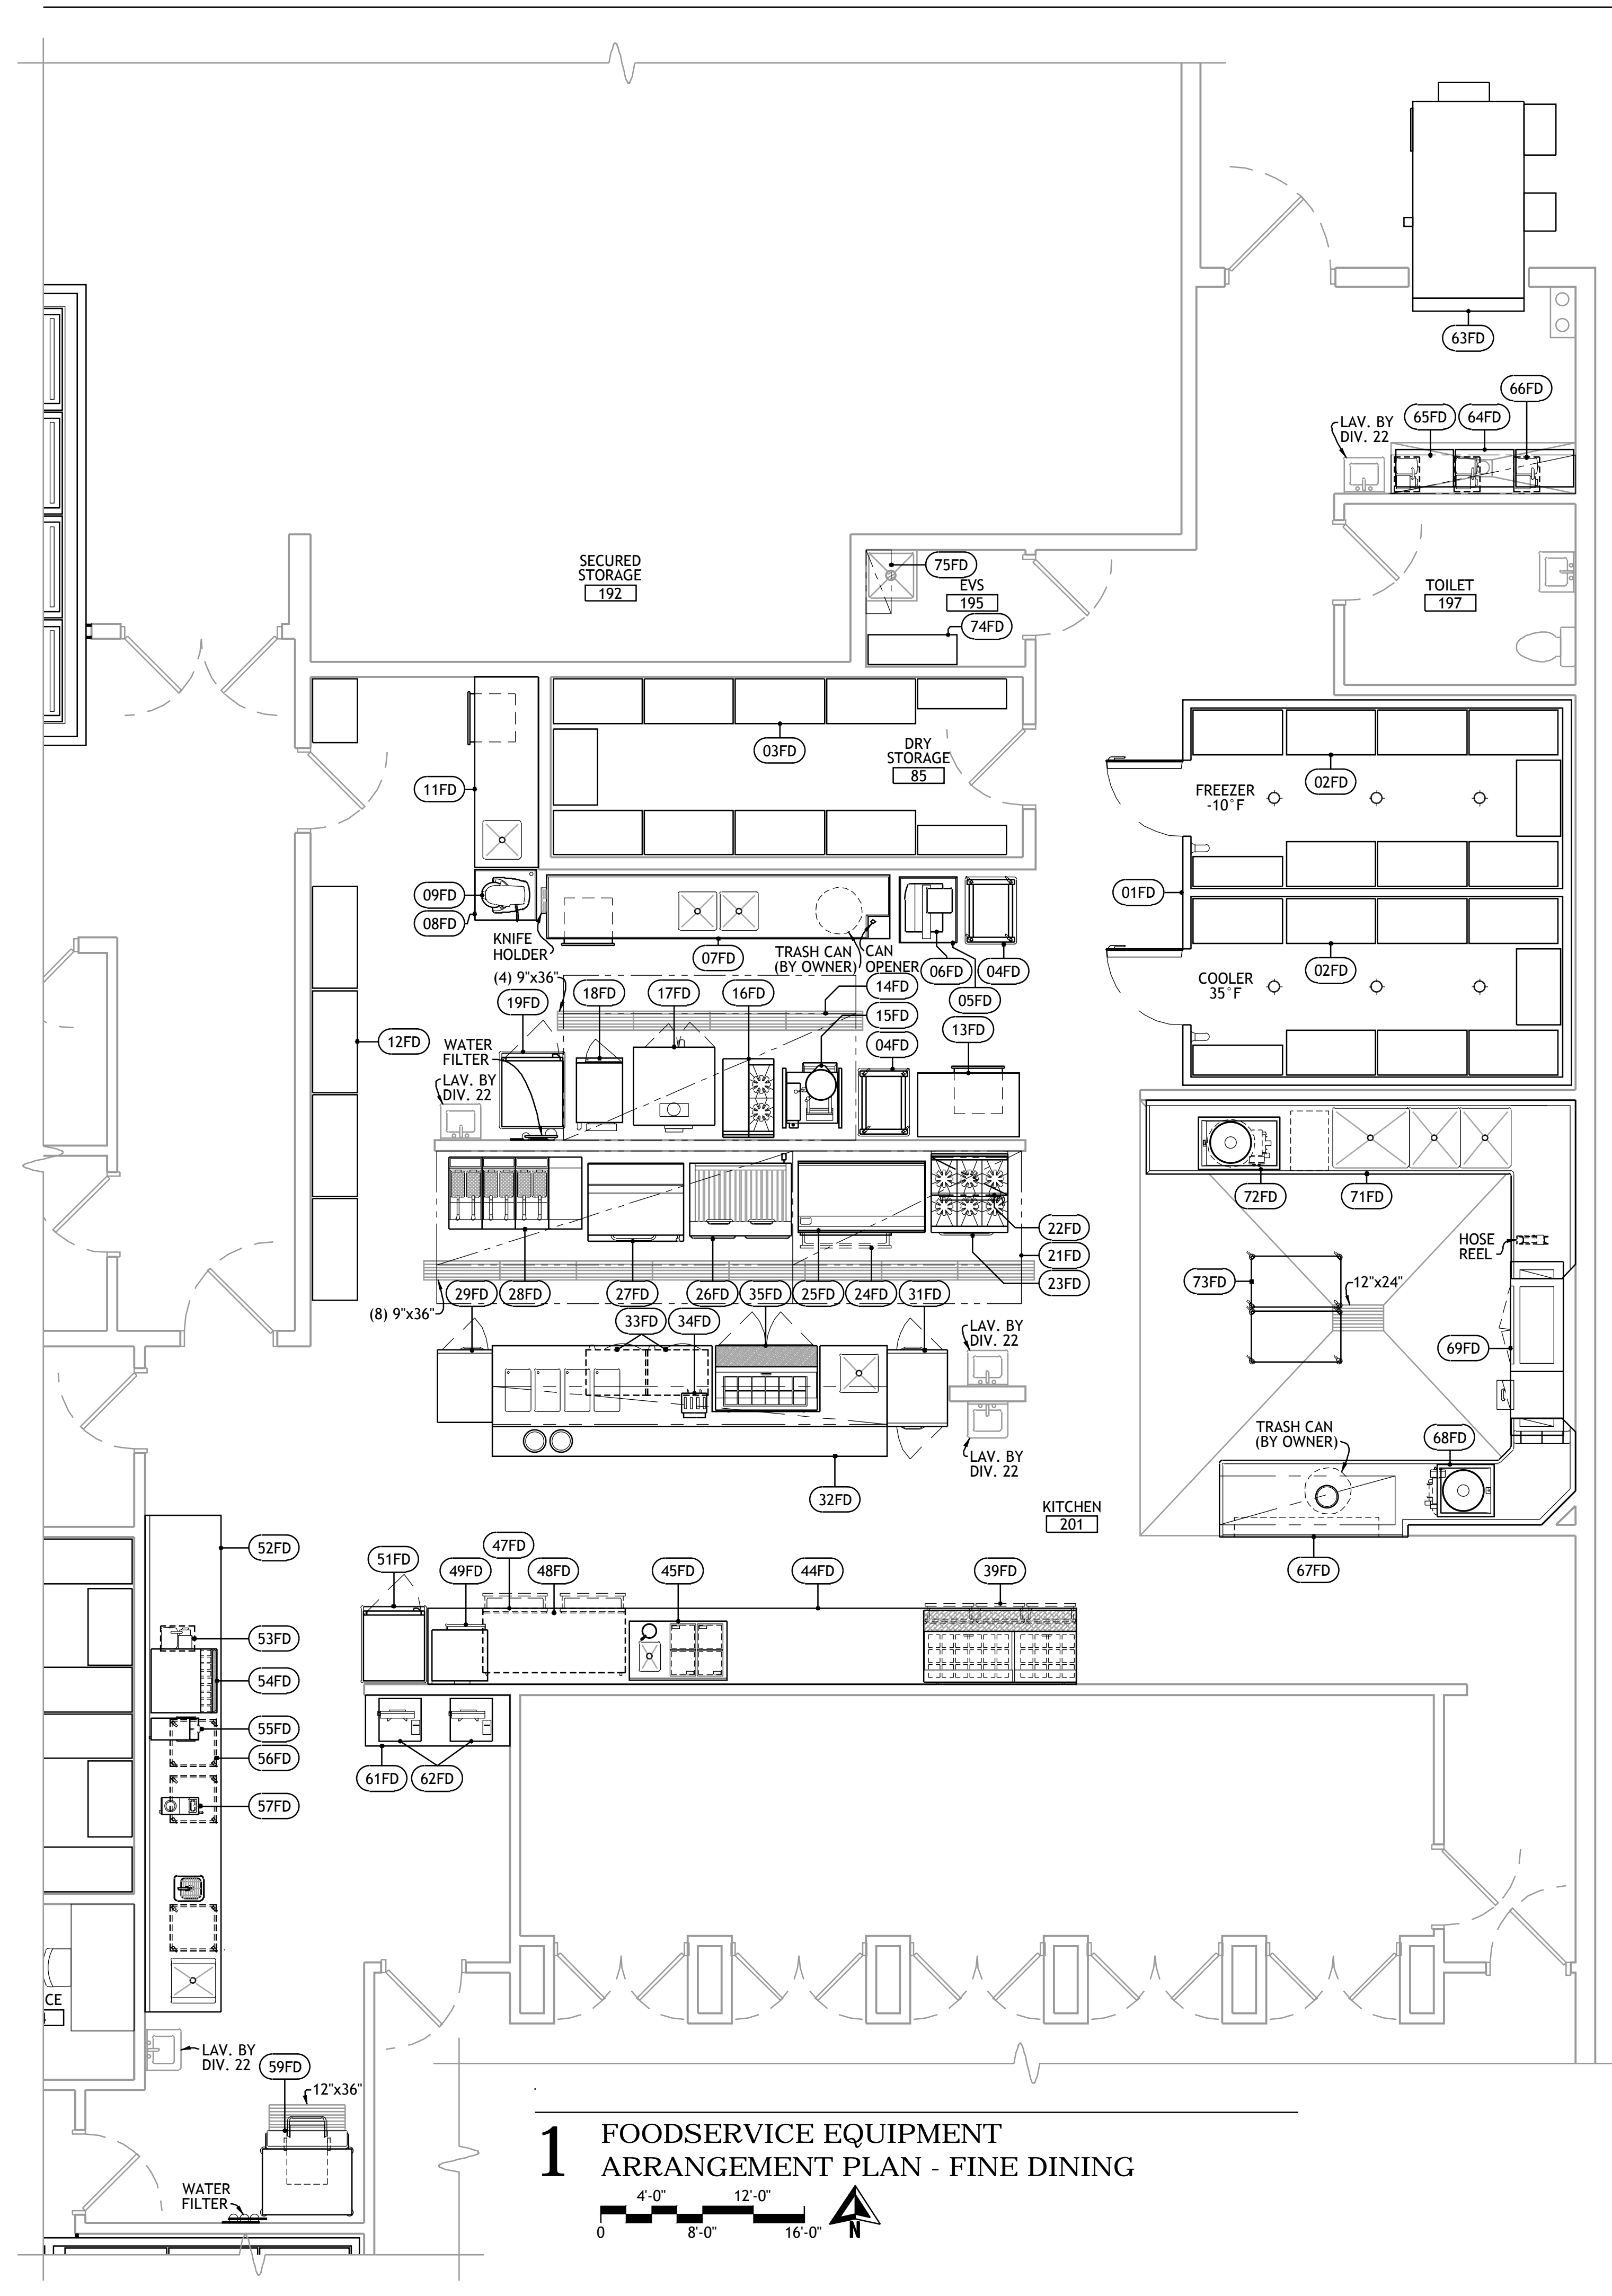 63FD
66FD
LAV. BY
DIV. 22
65FD
64FD
SECURED
STORAGE
192
75FD
EVS
195
74FD
TOILET
197
03FD
DRY
STORAGE
85
11FD
02FD
FREEZER
-10°F
01FD
09FD
08FD
KNIFE
HOLDER
07FD
TRASH CAN
(BY OWNER)
CAN
OPENER
06FD
04FD
05FD
02FD
COOLER
35°F
(4) 9"x36"
19FD
18FD
17FD
16FD
14FD
15FD
13FD
04FD
12FD
WATER
FILTER
LAV. BY
DIV. 22
72FD
71FD
22FD
21FD
23FD
HOSE
REEL
73FD
12"x24"
69FD
29FD
28FD
27FD
26FD
35FD
25FD
24FD
31FD
(8) 9"x36"
33FD
34FD
LAV. BY
DIV. 22
LAV. BY
DIV. 22
32FD
TRASH CAN
(BY OWNER)
68FD
67FD
KITCHEN
201
52FD
51FD
49FD
47FD
48FD
45FD
44FD
39FD
53FD
54FD
55FD
56FD
57FD
61FD
62FD
CE
LAV. BY
DIV. 22
59FD
12"x36"
WATER
FILTER
1
FOODSERVICE EQUIPMENT
ARRANGEMENT PLAN - FINE DINING
4'-0"
12'-0"
0
8'-0"
16'-0"
N